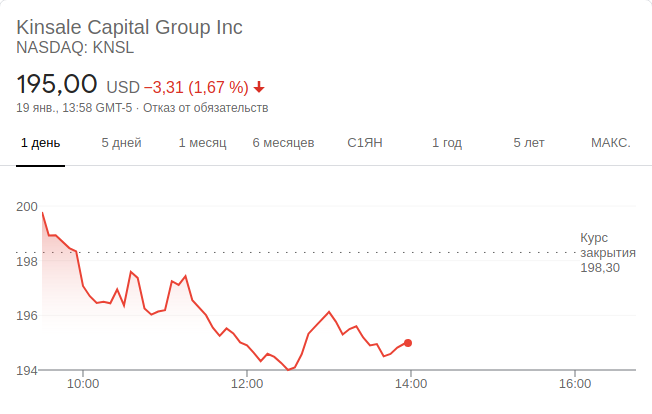 Kinsale Capital Group Inc
NASDAQ: KNSL
195,00 USD −3,31 (1,67 %)
19 янв., 13:58 GMT-5 · Отказ от обязательств
1 день 5 дней 1 месяц 6 месяцев С1ЯН 1 год 5 лет МАКС.
200
Курс
закрытия
198,30
198
196
194
10:00 12:00 14:00 16:00